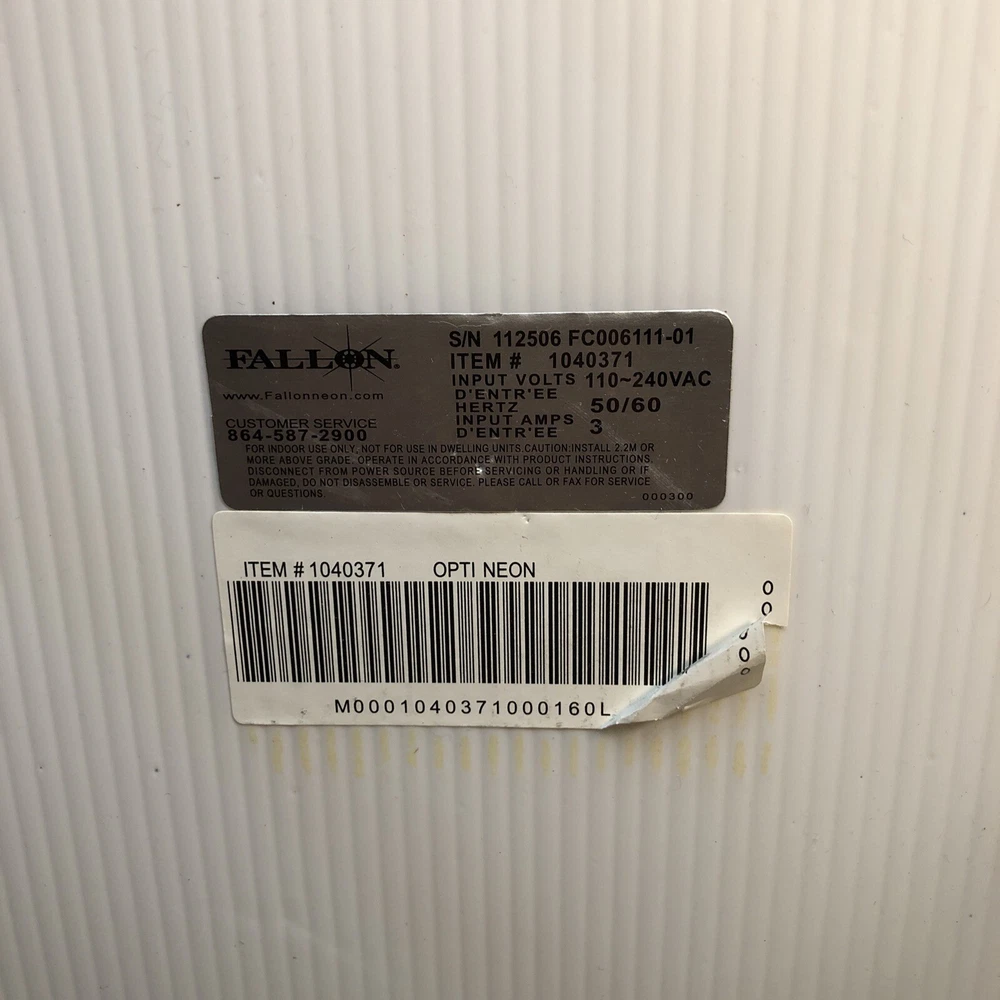 FALLON.
www.Fallonneon.com
CUSTOMER SERVICE
864-587-2900
S/N 112506 FC006111-01
ITEM # 1040371
INPUT VOLTS 110~240VAC
D'ENTR'EE
HERTZ 50/60
INPUT AMPS 3
D'ENTR'EE
FOR INDOOR USE ONLY, NOT FOR USE IN DWELLING UNITS.CAUTION:INSTALL 2.2M OR
MORE ABOVE GRADE. OPERATE IN ACCORDANCE WITH PRODUCT INSTRUCTIONS.
DISCONNECT FROM POWER SOURCE BEFORE SERVICING OR HANDLING OR IF
DAMAGED, DO NOT DISASSEMBLE OR SERVICE. PLEASE CALL OR FAX FOR SERVICE
OR QUESTIONS.
000300
ITEM # 1040371 OPTI NEON
M0001040371000160L